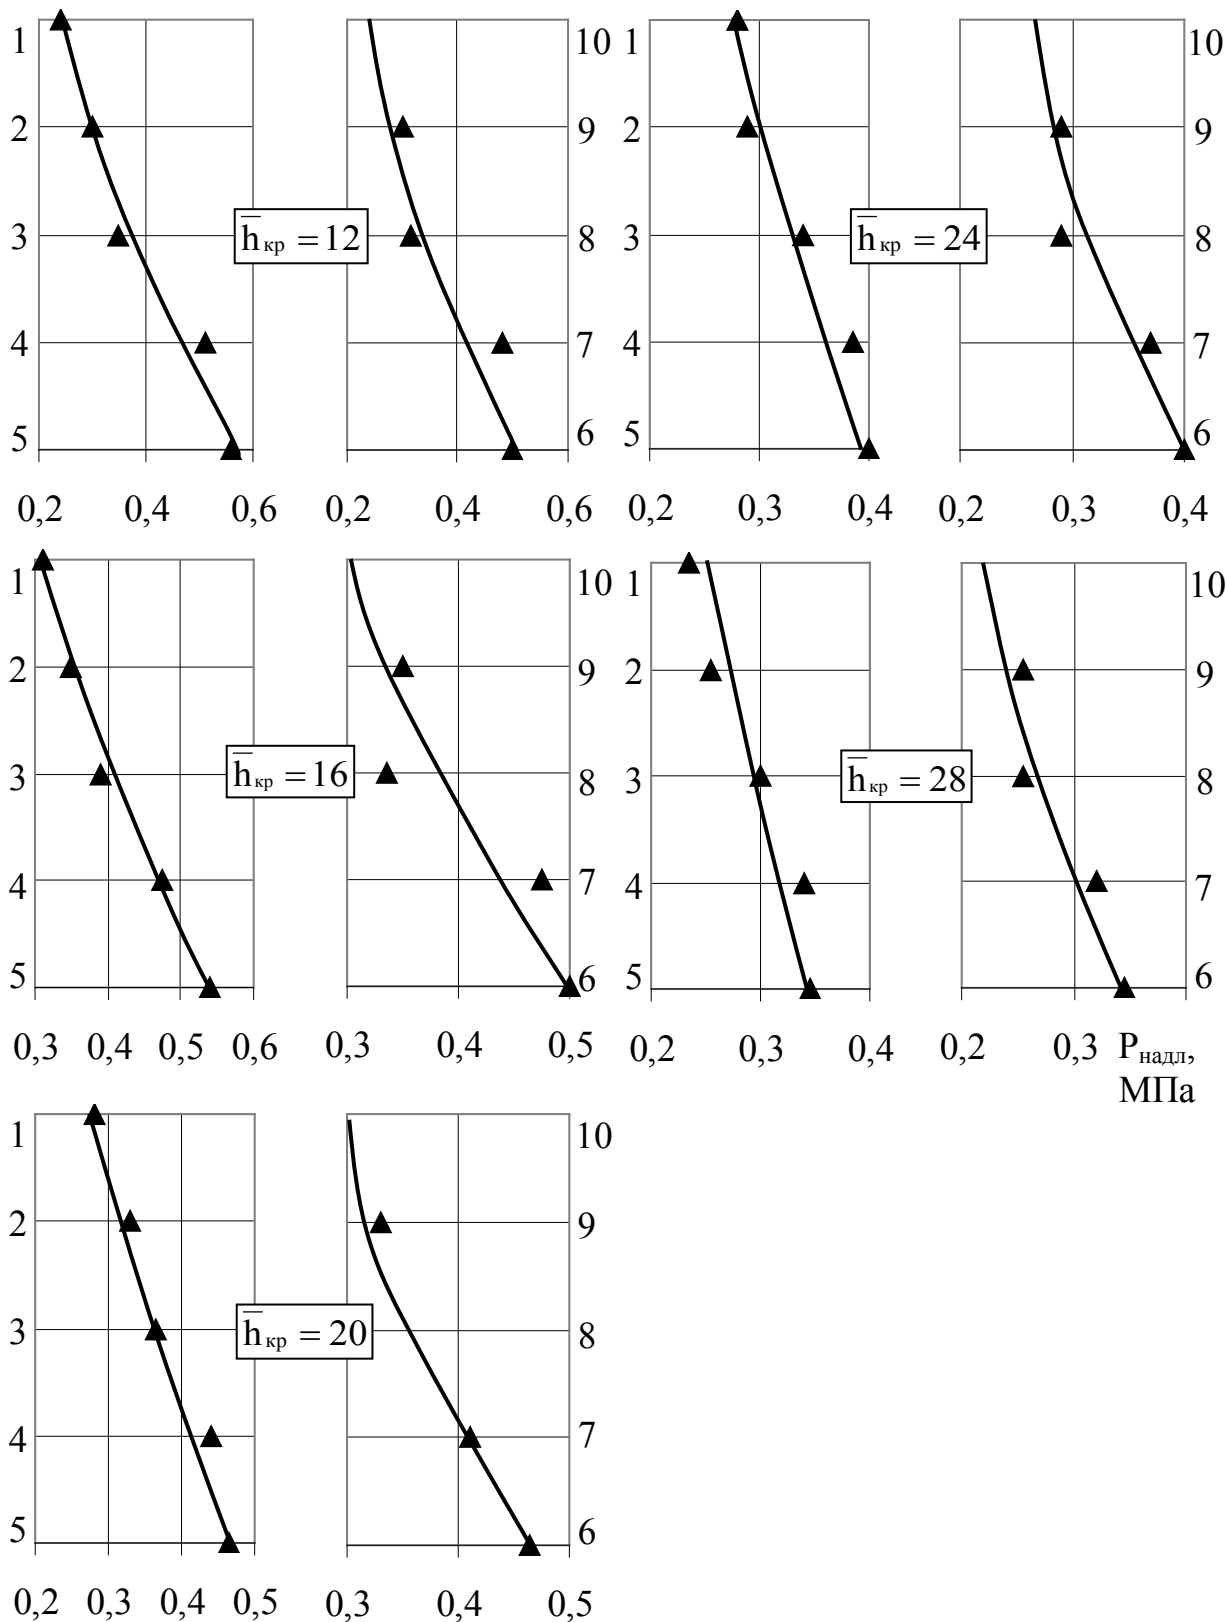 1 10 1 10
2 9 2 9
3 h̅кр = 12 8 3 h̅кр = 24 8
4 7 4 7
5 6 5 6
0,2 0,4 0,6 0,2 0,4 0,6 0,2 0,3 0,4 0,2 0,3 0,4
1 10 1 10
2 9 2 9
3 h̅кр = 16 8 3 h̅кр = 28 8
4 7 4 7
5 6 5 6
0,3 0,4 0,5 0,6 0,3 0,4 0,5 0,2 0,3 0,4 0,2 0,3 Рнадл,
МПа
1 10
2 9
3 h̅кр = 20 8
4 7
5 6
0,2 0,3 0,4 0,5 0,3 0,4 0,5